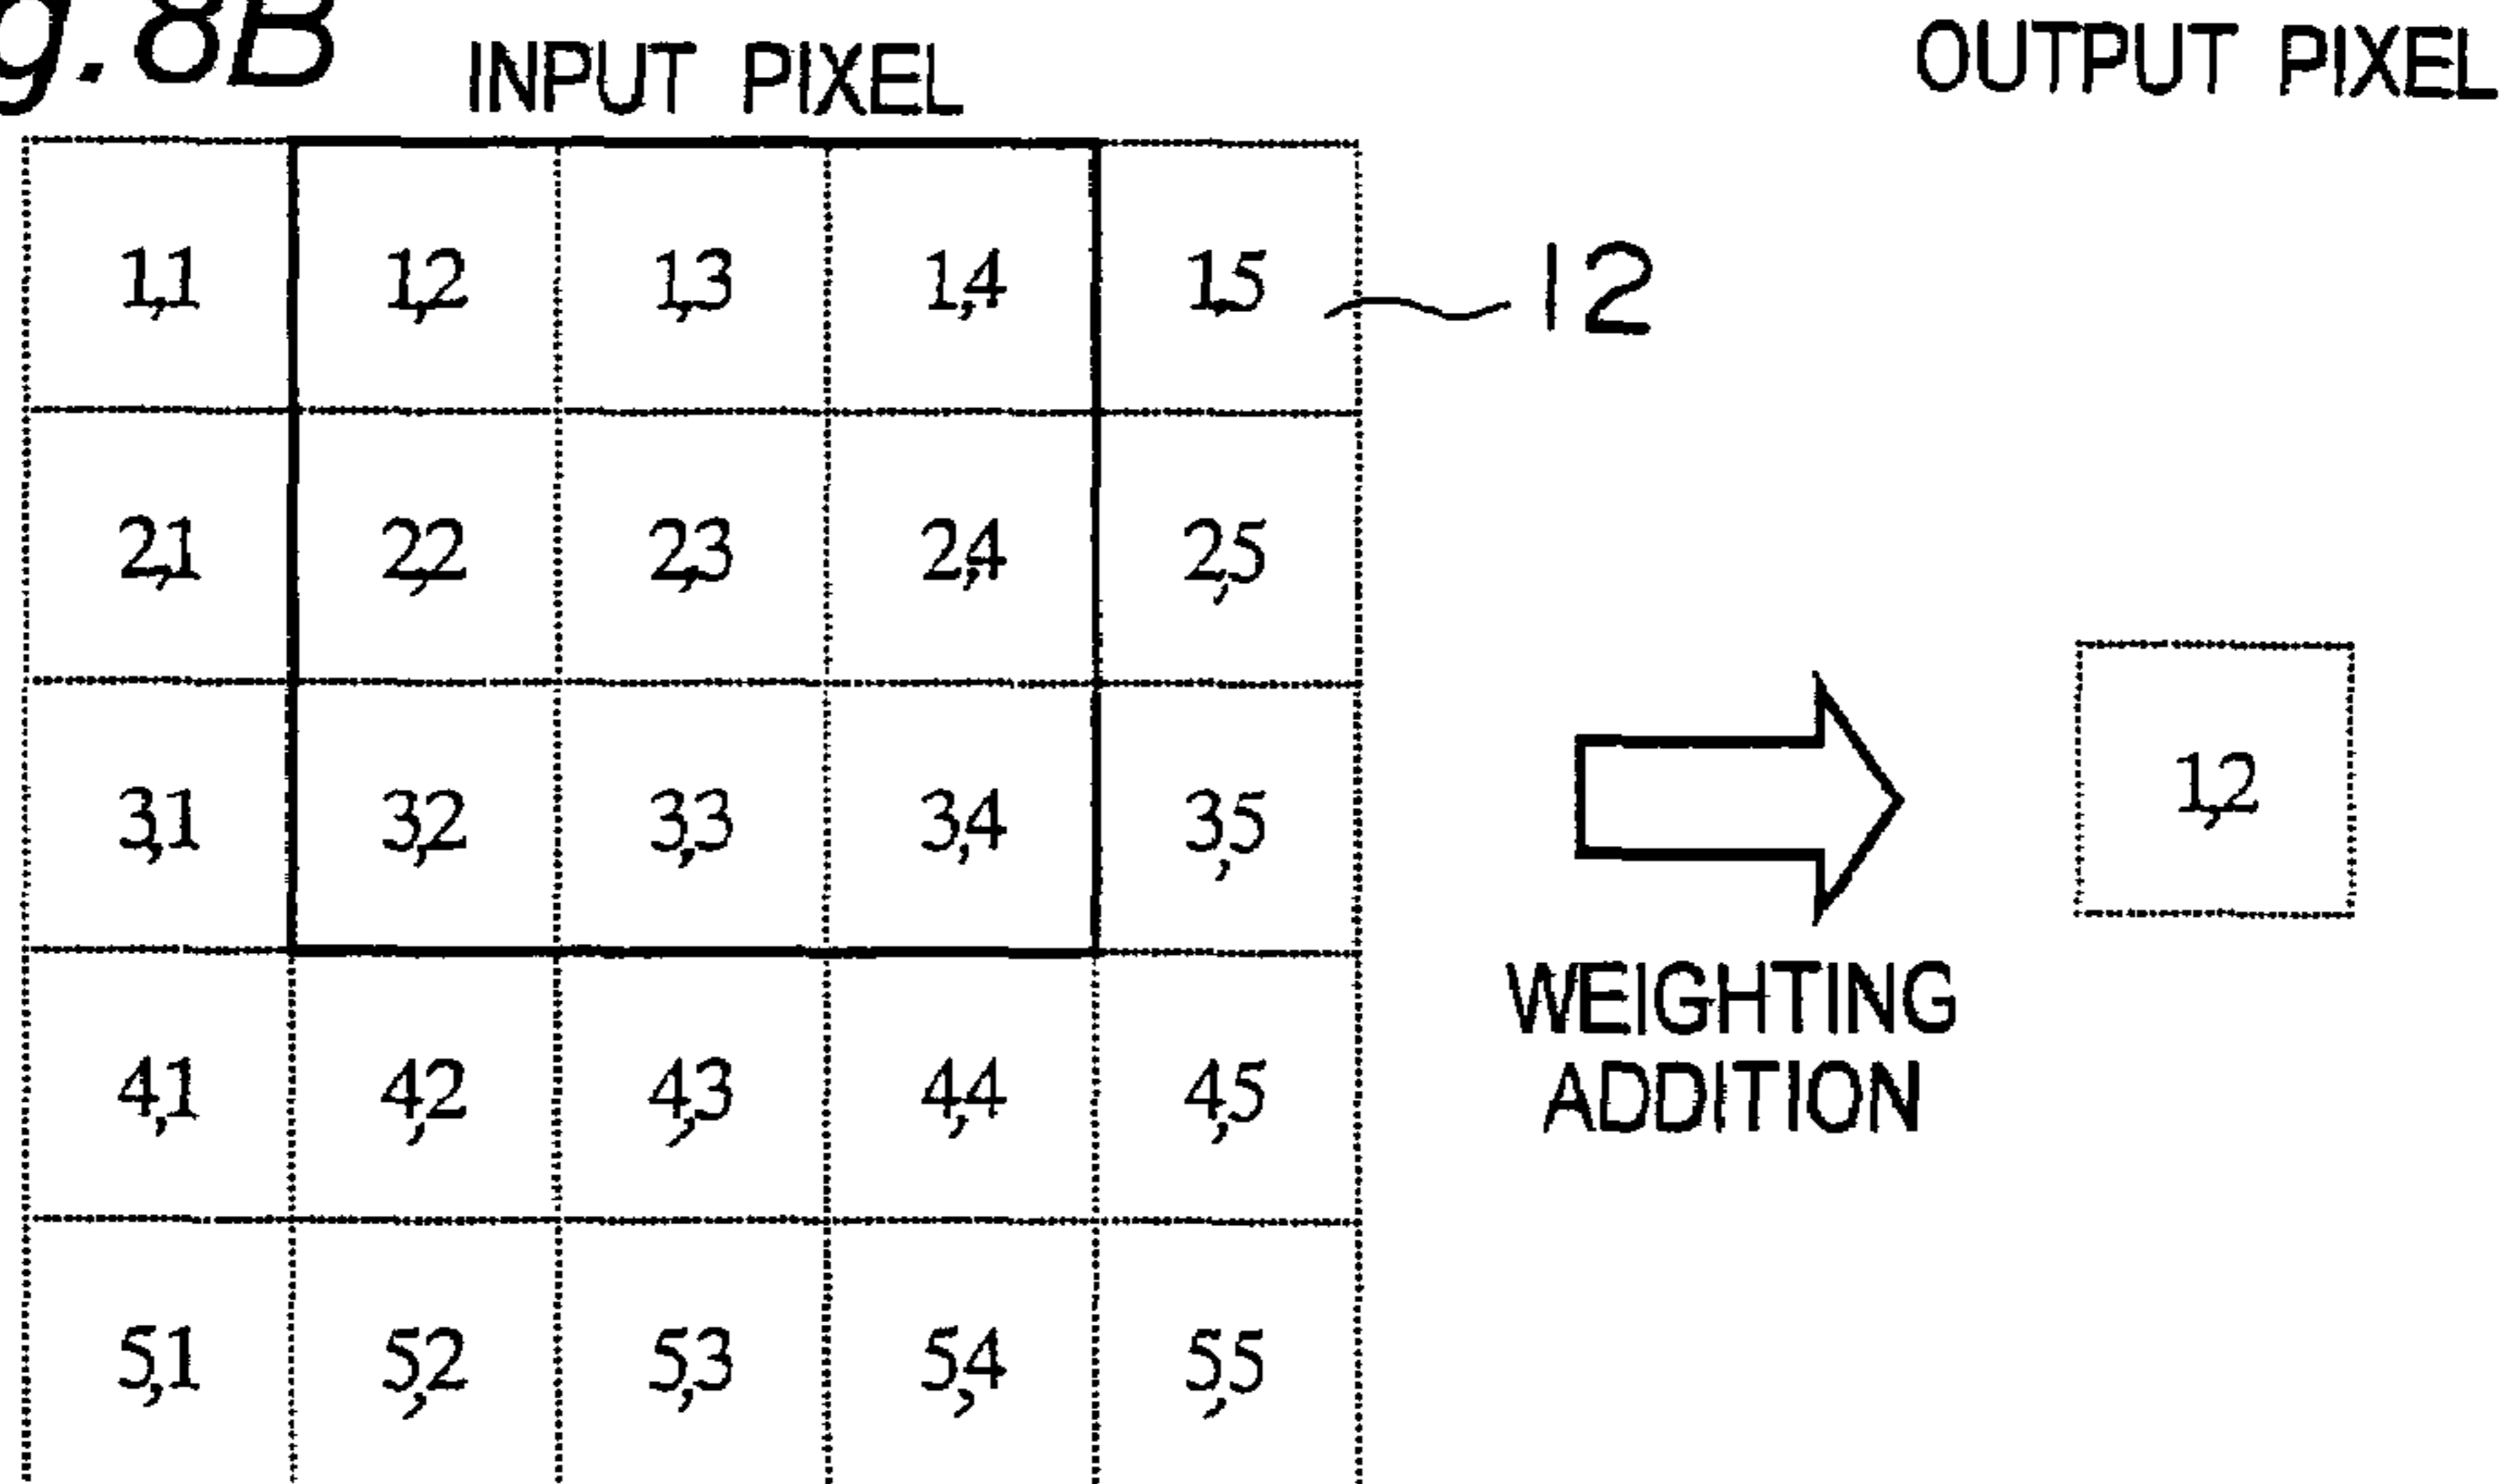 g.8B
INPUT PIXEL
OUTPUT PIXEL
1,1 1,2 1,3 1,4 1,5
12
2,1 2,2 2,3 2,4 2,5
3,1 3,2 3,3 3,4 3,5
1,2
WEIGHTING
ADDITION
4,1 4,2 4,3 4,4 4,5
5,1 5,2 5,3 5,4 5,5